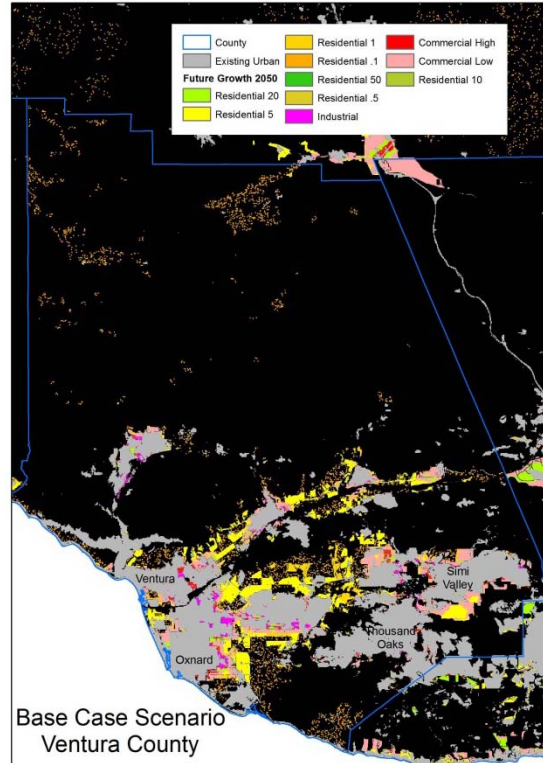 County
Existing Urban
Future Growth 2050
Residential 20
Residential 5
Residential 1
Residential .1
Residential 50
Residential .5
Industrial
Commercial High
Commercial Low
Residential 10
Ventura
Simi
Valley
Thousand
Oaks
Oxnard
Base Case Scenario
Ventura County